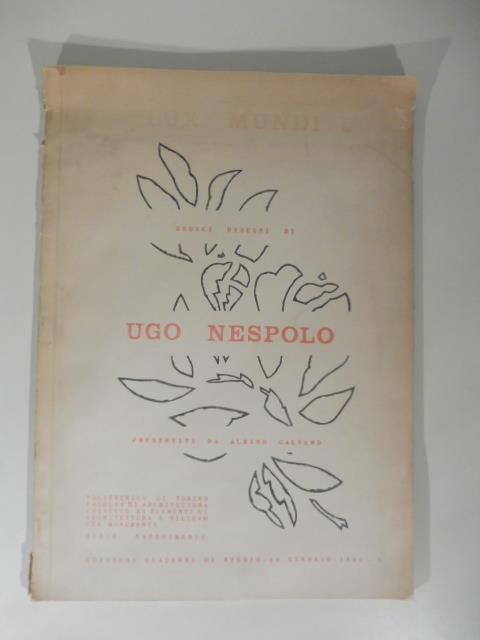 LUX MUNDI
DODICI DISEGNI DI
UGO NESPOLO
PRESENTATI DA ALBINO GALVANO
POLITECNICO DI TORINO
FACOLTA DI ARCHITETTURA
ISTITUTO DI ELEMENTI DI
ARCHITETTURA E RILIEVO
DEI MONUMENTI
SERIE ESPERIMENTO
EDIZIONI QUADERNI DI STUDIO GENNAIO